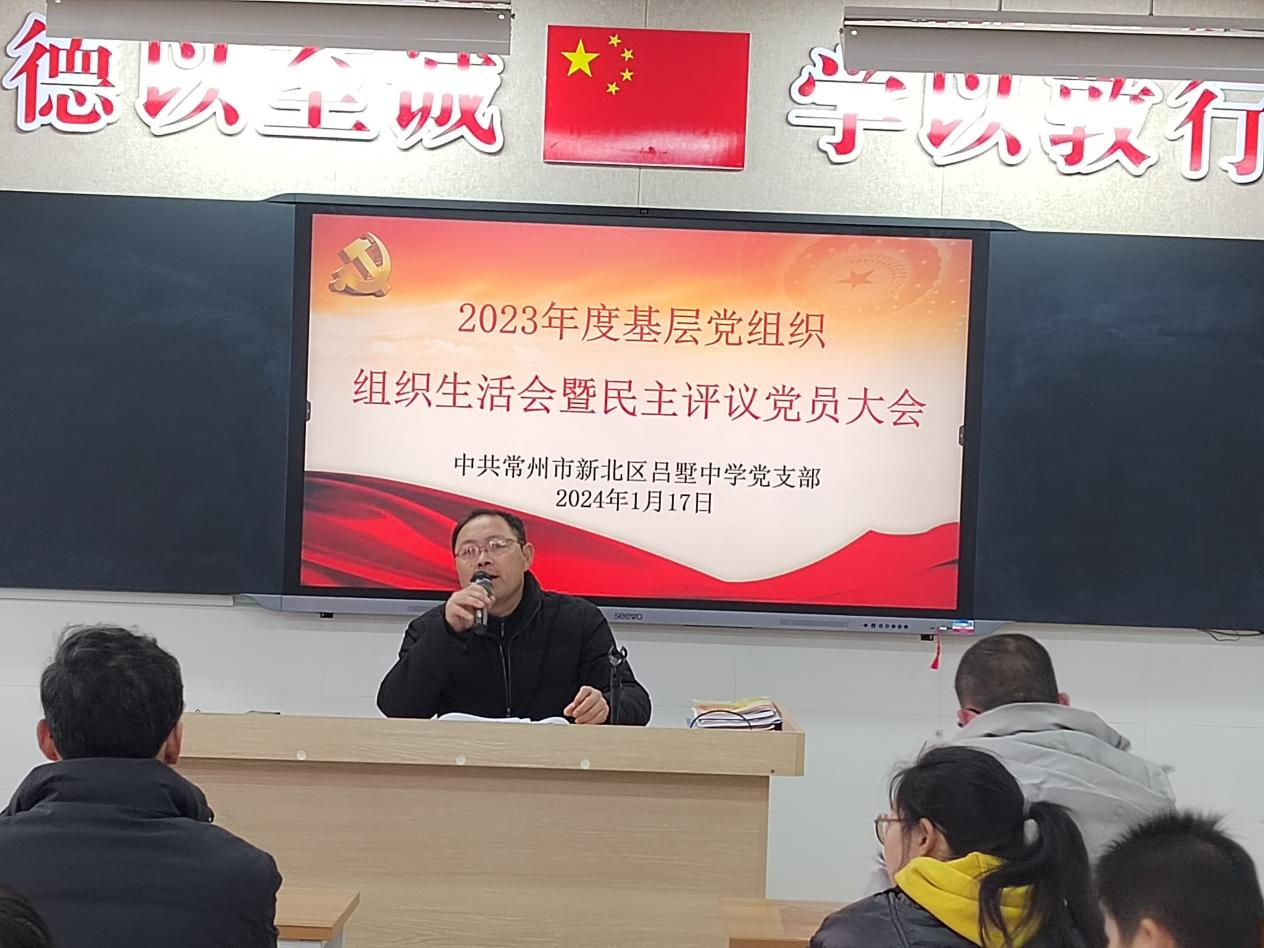 德以至诚
学以敦行
2023年度基层党组织
组织生活会暨民主评议党员大会
中共常州市新北区吕墅中学党支部
2024年1月17日
seewo